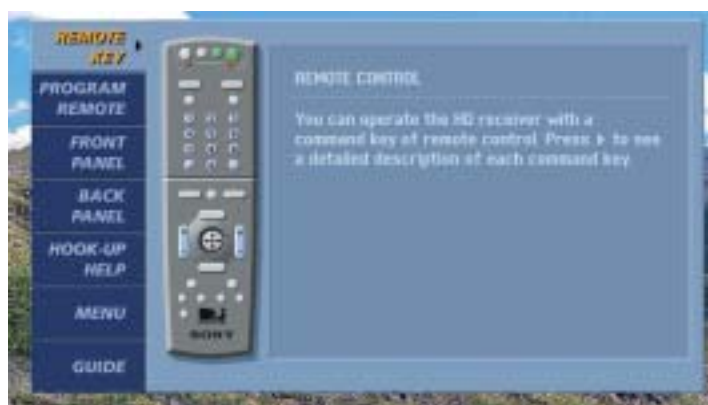 REMOTE
KEY
PROGRAM
REMOTE
FRONT
PANEL
BACK
PANEL
HOOK-UP
HELP
MENU
GUIDE
SONY
REMOTE CONTROL
You can operate the HD receiver with a
command key of remote control. Press ▶ to see
a detailed description of each command key.